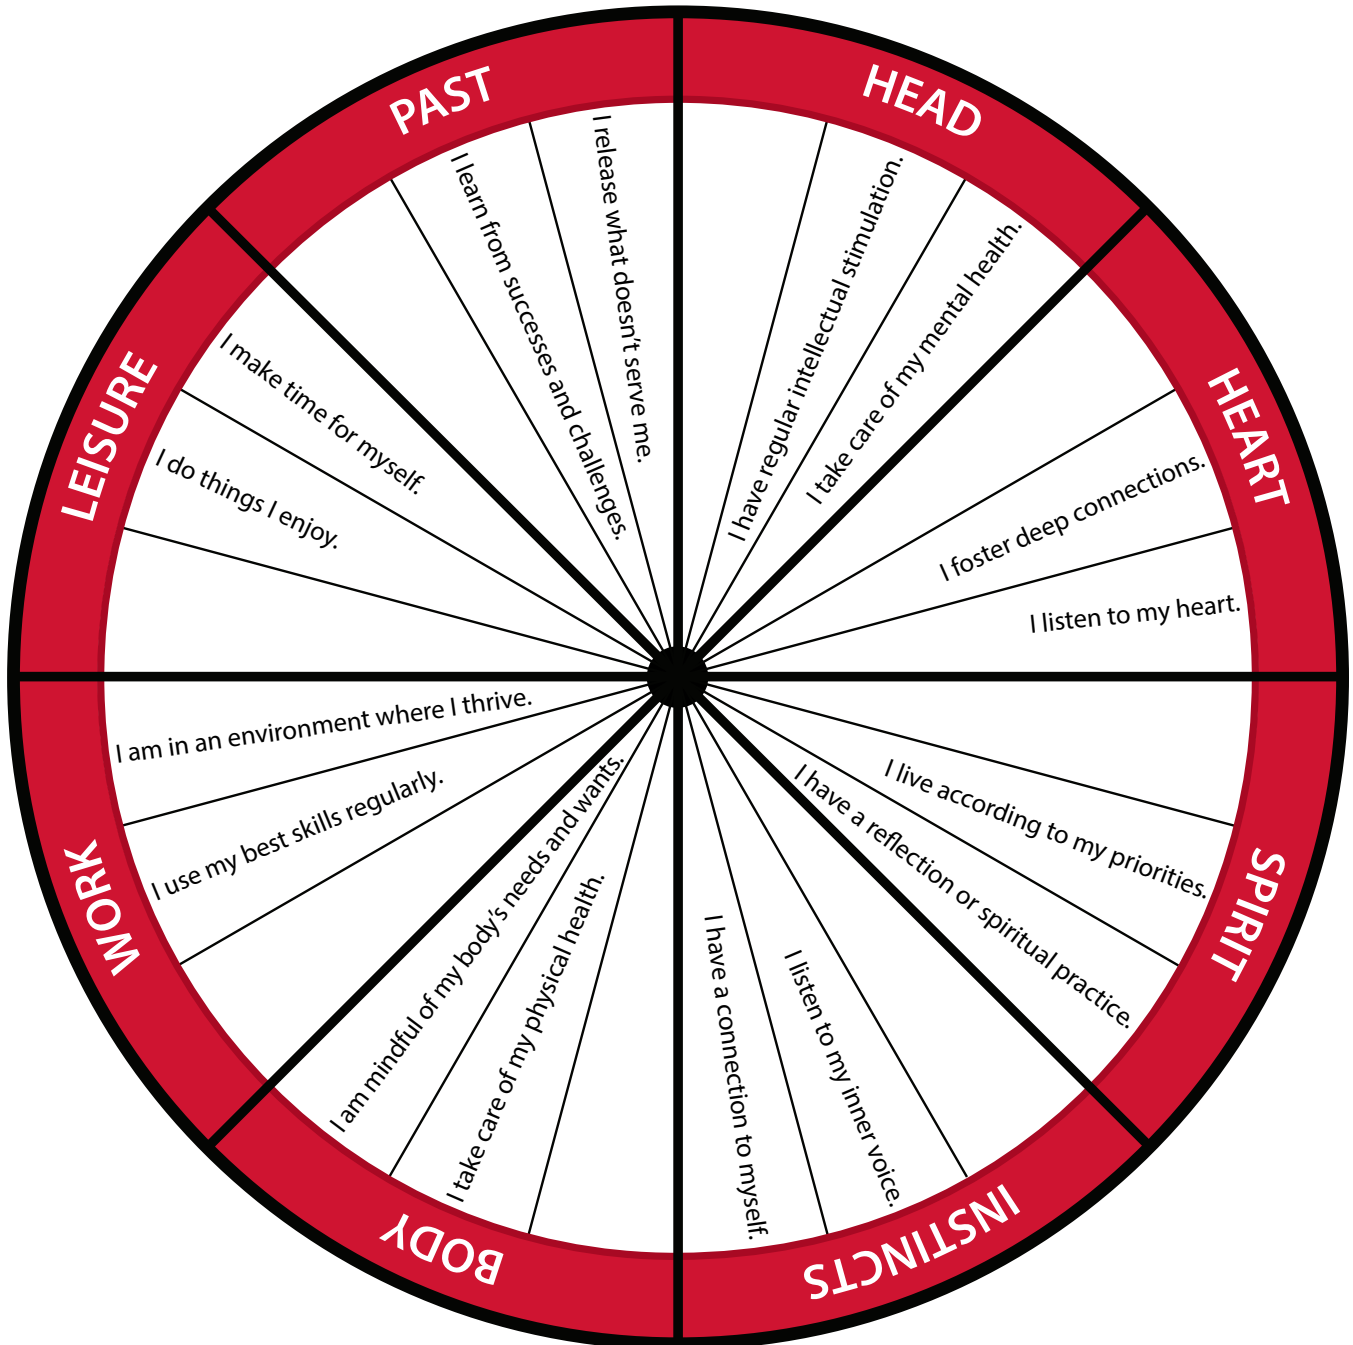 HEAD
I have regular intellectual stimulation.
I take care of my mental health.
HEART
I foster deep connections.
I listen to my heart.
SPIRIT
I live according to my priorities.
I have a reflection or spiritual practice.
INSTINCTS
I listen to my inner voice.
I have a connection to myself.
BODY
I take care of my physical health.
I am mindful of my body’s needs and wants.
WORK
I use my best skills regularly.
I am in an environment where I thrive.
LEISURE
I do things I enjoy.
I make time for myself.
PAST
I learn from successes and challenges.
I release what doesn’t serve me.